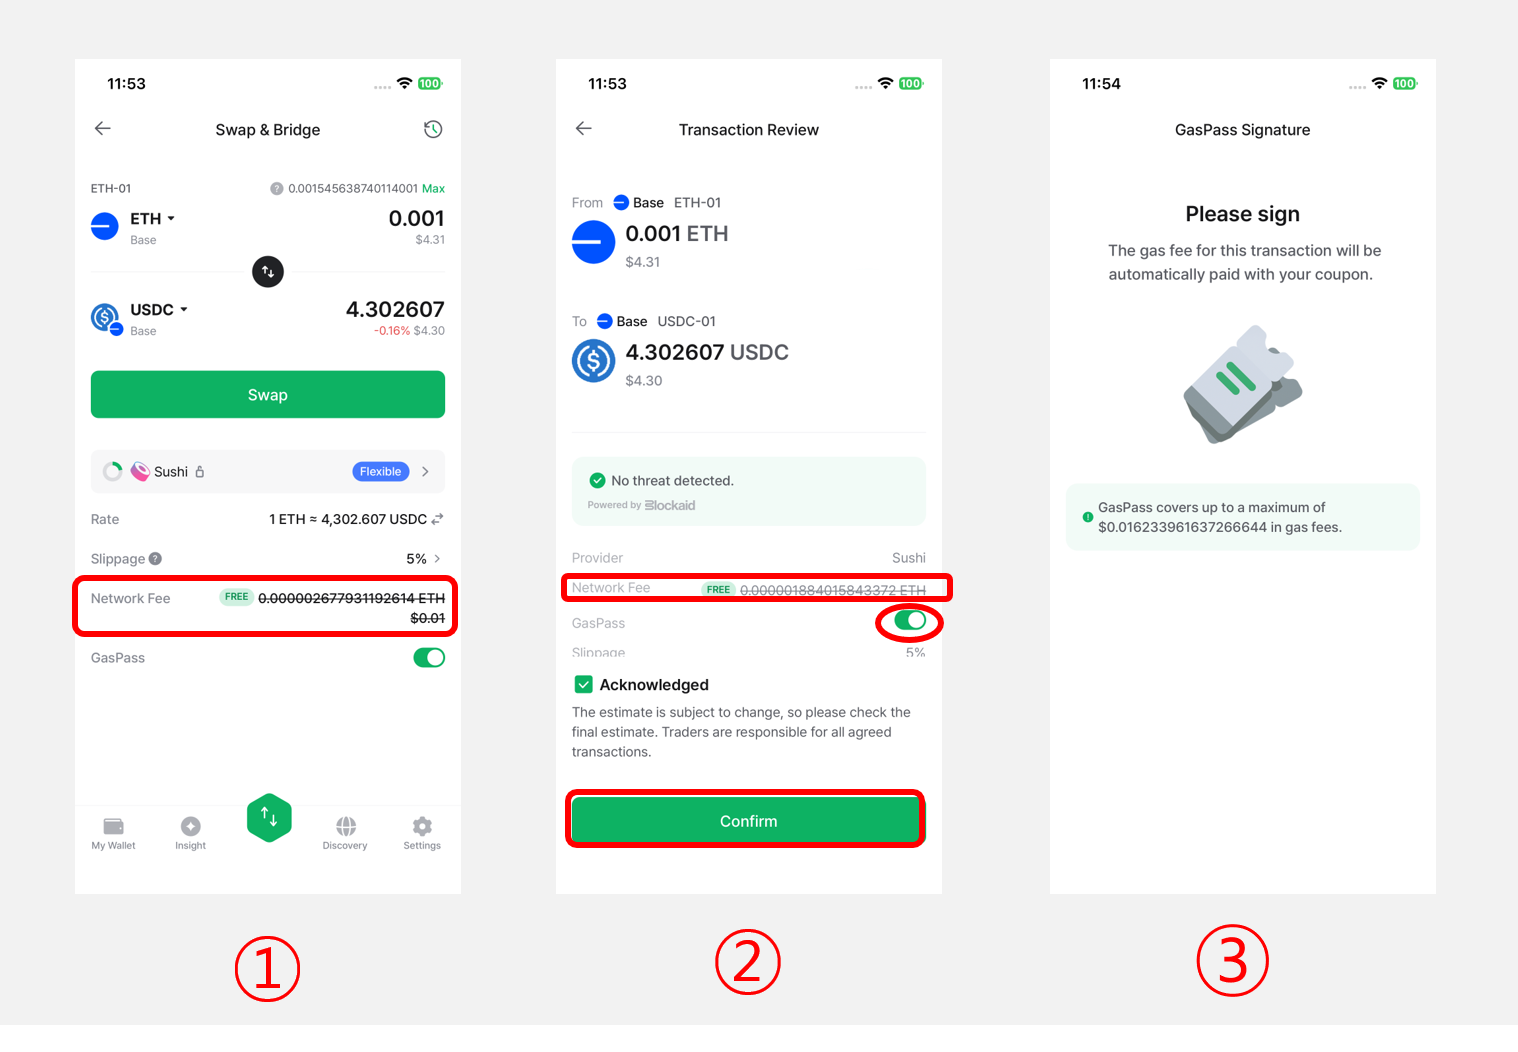 11:53
100
Swap & Bridge
ETH-01
? 0.001545638740114001 Max
ETH
0.001
Base
$4.31
USDC
4.302607
Base
-0.16% $4.30
Swap
Sushi
Flexible
Rate
1 ETH ≈ 4,302.607 USDC
Slippage ?
5%
Network Fee
FREE 0.000002677931192614 ETH
$0.01
GasPass
My Wallet
Insight
Discovery
Settings
①
11:53
100
Transaction Review
From Base ETH-01
0.001 ETH
$4.31
To Base USDC-01
4.302607 USDC
$4.30
No threat detected.
Powered by Blockaid
Provider
Sushi
Network Fee
FREE 0.000001884015843372 ETH
GasPass
Slippage
5%
Acknowledged
The estimate is subject to change, so please check the
final estimate. Traders are responsible for all agreed
transactions.
Confirm
②
11:54
100
GasPass Signature
Please sign
The gas fee for this transaction will be
automatically paid with your coupon.
GasPass covers up to a maximum of
$0.016233961637266644 in gas fees.
③